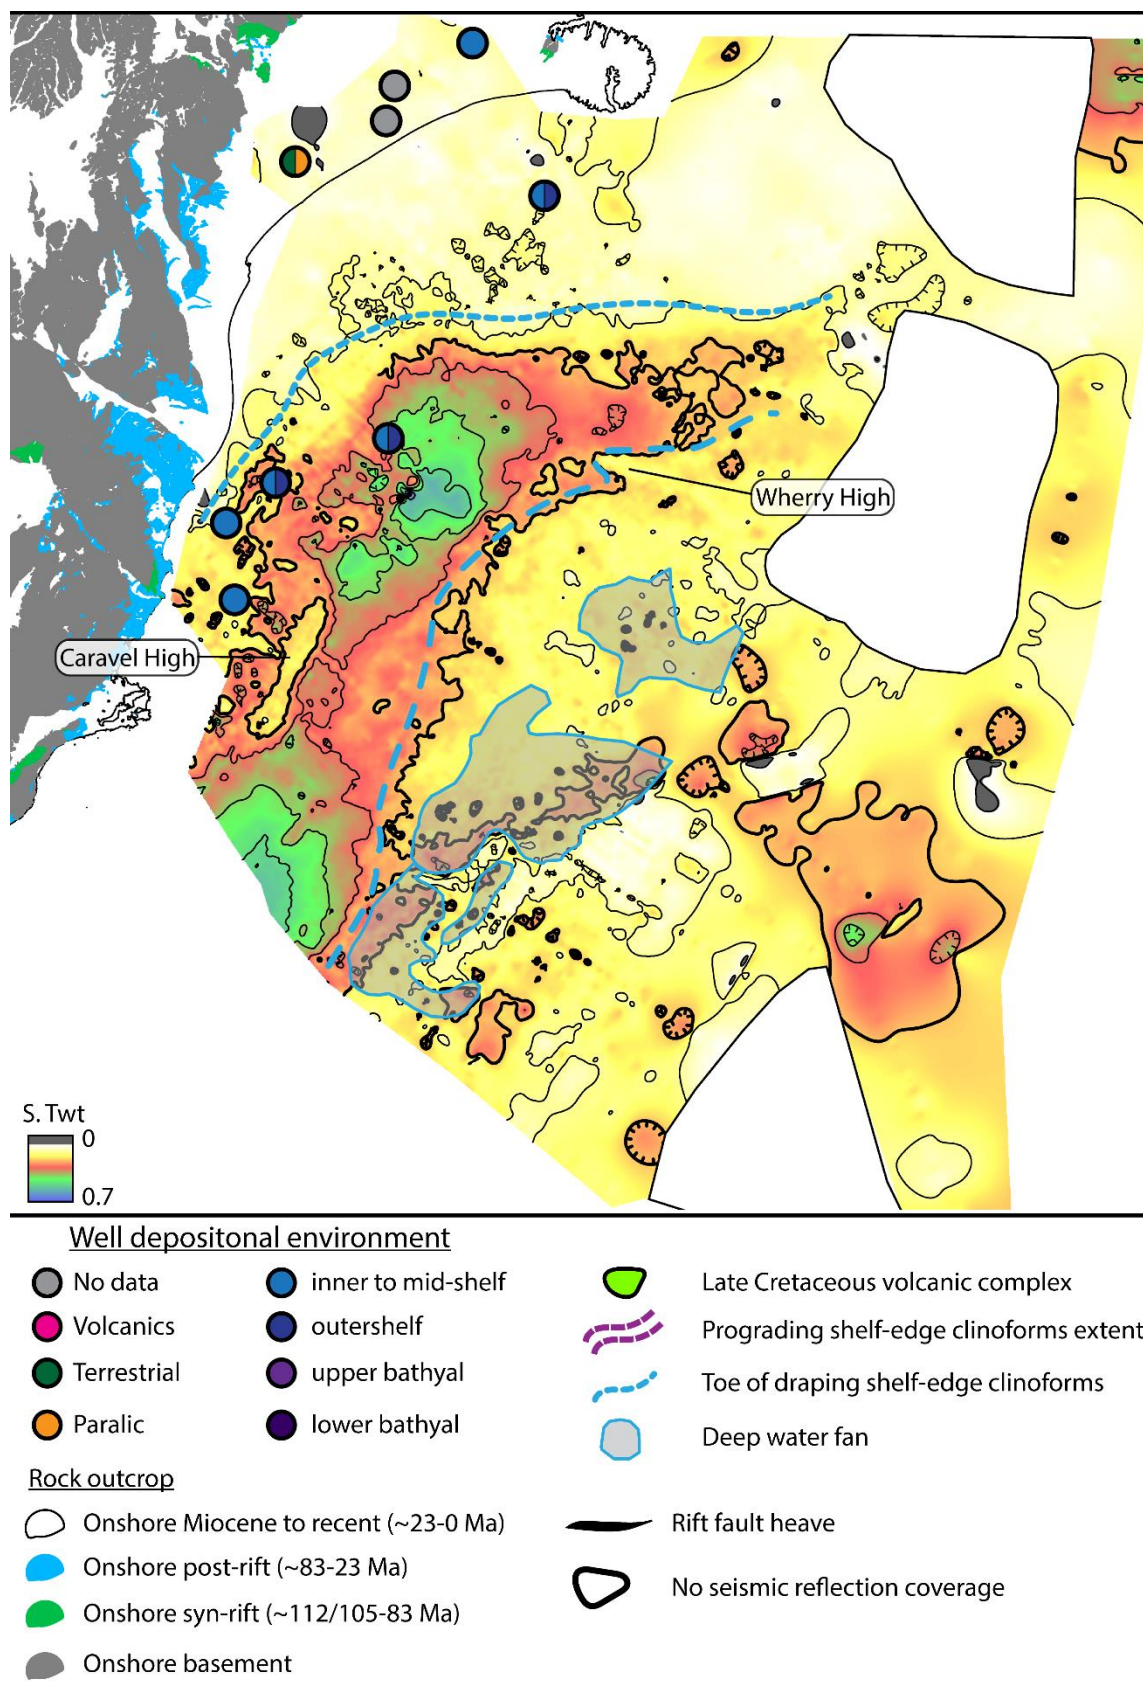 Wherry High
Caravel High
S. Twt
0
0.7
Well depositonal environment
No data
inner to mid-shelf
Late Cretaceous volcanic complex
Volcanics
outershelf
Prograding shelf-edge clinoforms extent
Terrestrial
upper bathyal
Toe of draping shelf-edge clinoforms
Paralic
lower bathyal
Deep water fan
Rock outcrop
Onshore Miocene to recent (~23-0 Ma)
Rift fault heave
Onshore post-rift (~83-23 Ma)
No seismic reflection coverage
Onshore syn-rift (~112/105-83 Ma)
Onshore basement